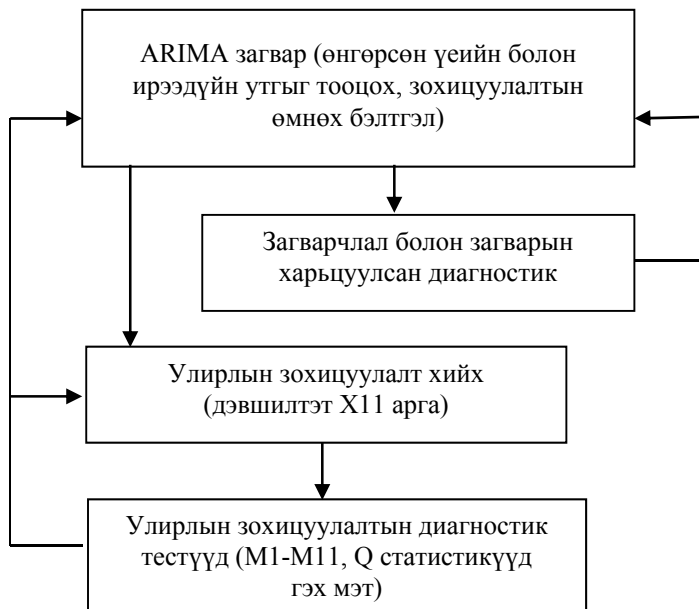 ARIMA загвар (өнгөрсөн үеийн болон
ирээдүйн утгыг тооцох, зохицуулалтын
өмнөх бэлтгэл)
Загварчлал болон загварын
харьцуулсан диагностик
Улирлын зохицуулалт хийх
(дэвшилтэт X11 арга)
Улирлын зохицуулалтын диагностик
тестүүд (M1-M11, Q статистикүүд
гэх мэт)